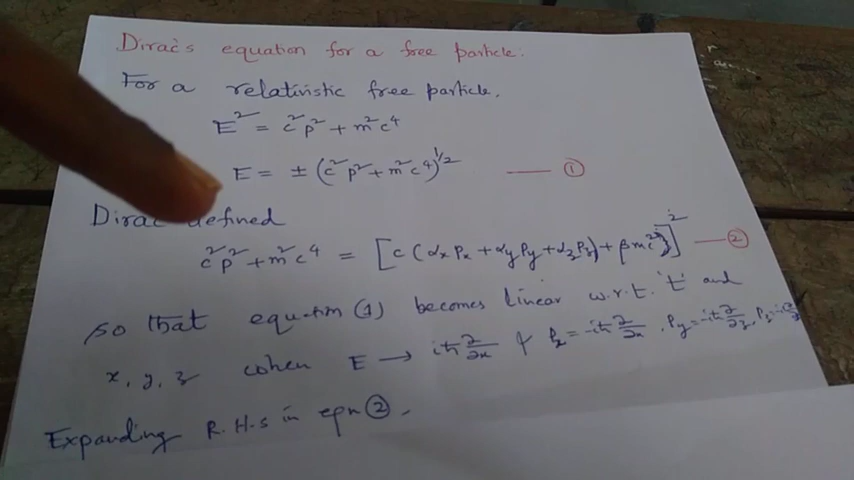 Dirac's equation for a free particle.
For a relativistic free particle,
E² = c²p² + m²c⁴
E = ± (c²p² + m²c⁴)^1/2 —— ①
Dirac defined
c²p² + m²c⁴ = [c (αx Px + αy Py + αz Pz) + βmc²]² —— ②
so that equation (1) becomes linear w.r.t. 't' and
x, y, z when E → iħ ∂/∂x & Px = -iħ ∂/∂x, Py = -iħ ∂/∂z,
Expanding R.H.S in eqn ②.